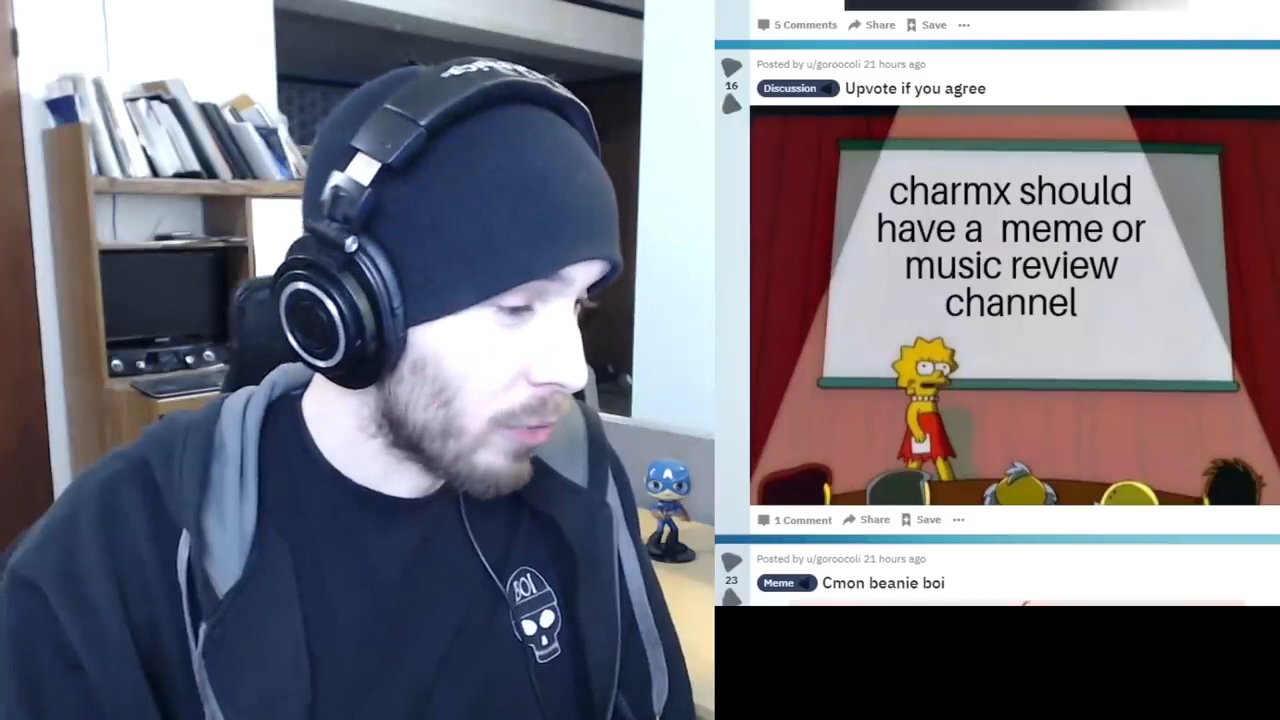 5 Comments Share Save
Posted by u/goroocoli 21 hours ago
16
Discussion Upvote if you agree
charmx should
have a meme or
music review
channel
1 Comment Share Save
Posted by u/goroocoli 21 hours ago
23
Meme Cmon beanie boi
BOI